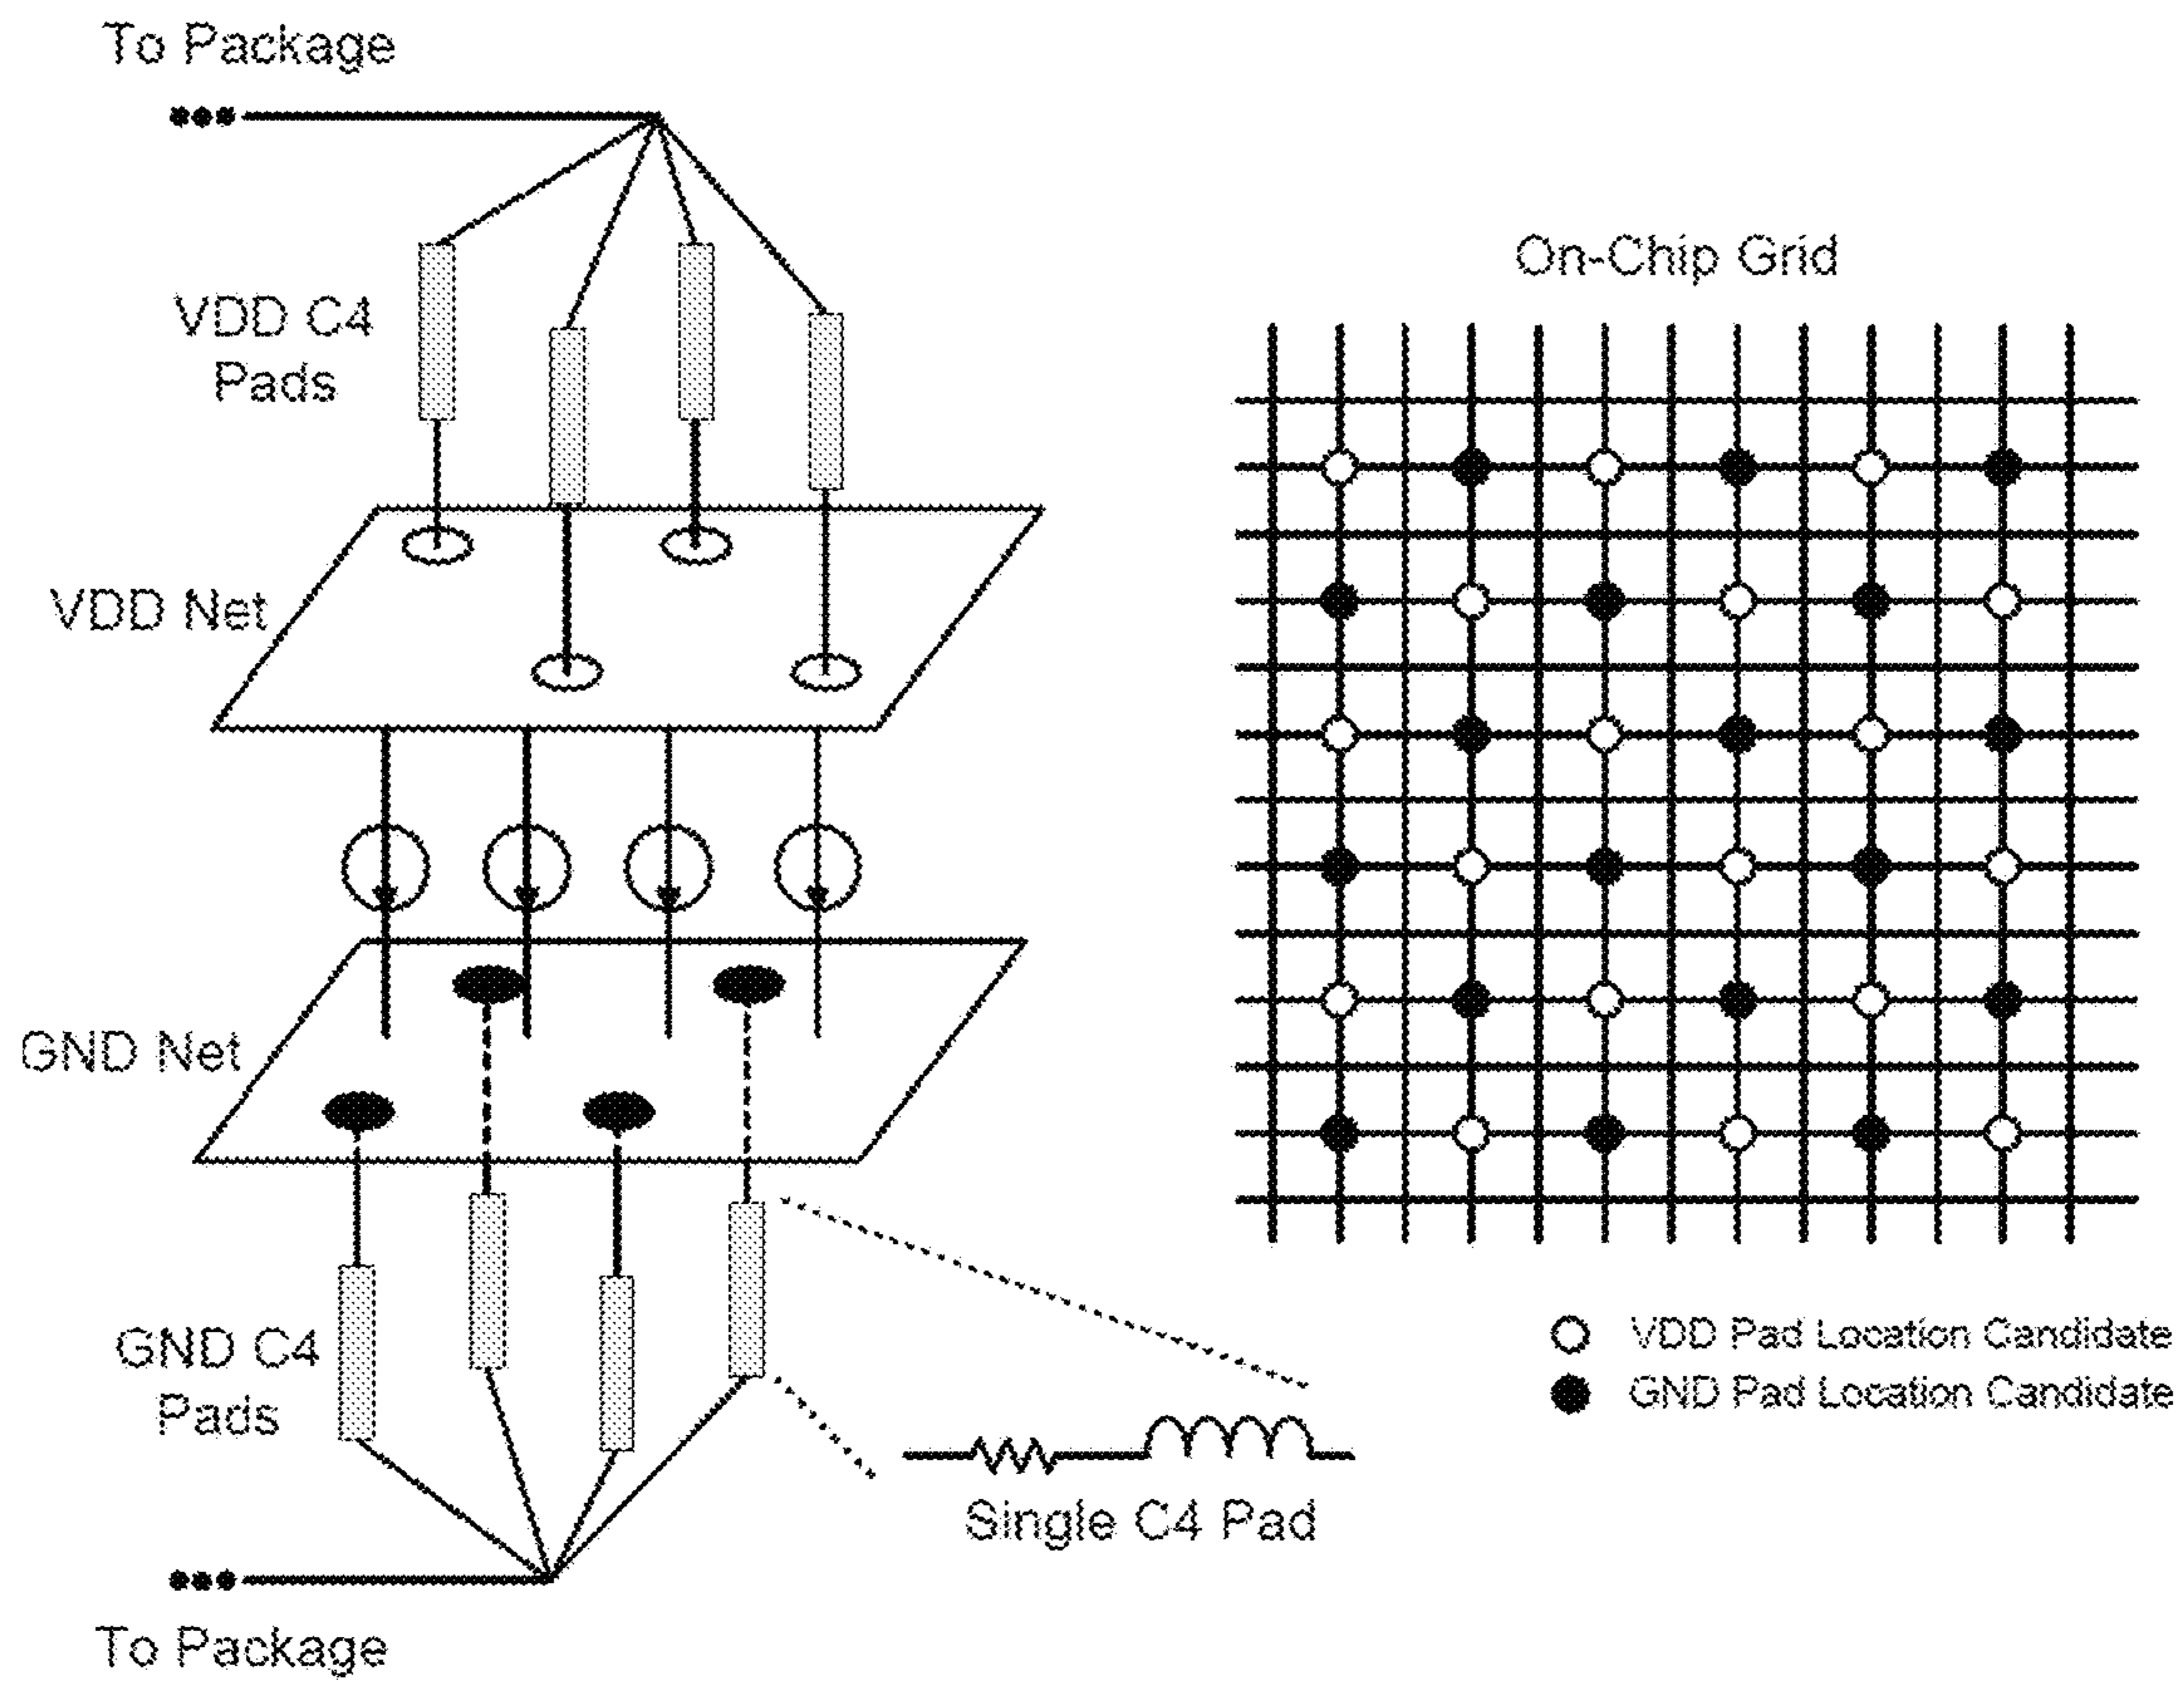 To Package
On-Chip Grid
VDD C4
Pads
VDD Net
GND Net
GND C4
Pads
VDD Pad Location Candidate
GND Pad Location Candidate
Single C4 Pad
To Package